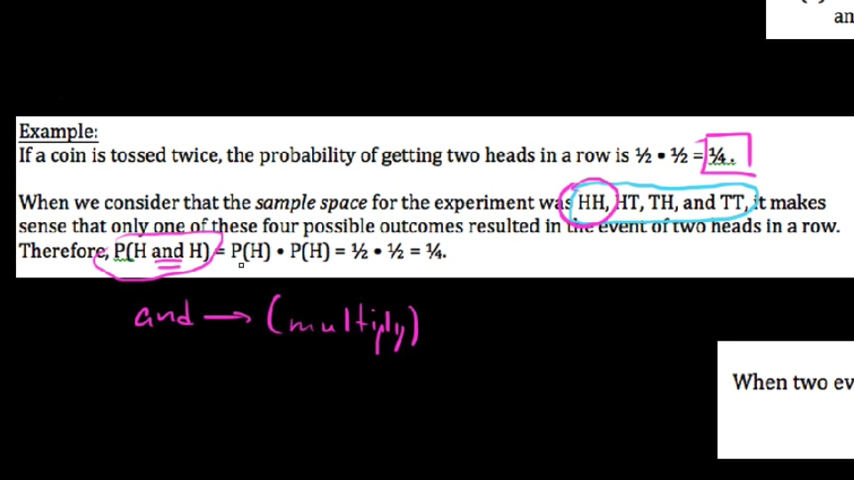 an
Example:
If a coin is tossed twice, the probability of getting two heads in a row is ½ • ½ = ¼.
When we consider that the sample space for the experiment was HH, HT, TH, and TT, it makes
sense that only one of these four possible outcomes resulted in the event of two heads in a row.
Therefore, P(H and H) = P(H) • P(H) = ½ • ½ = ¼.
and → (multiply)
When two ev